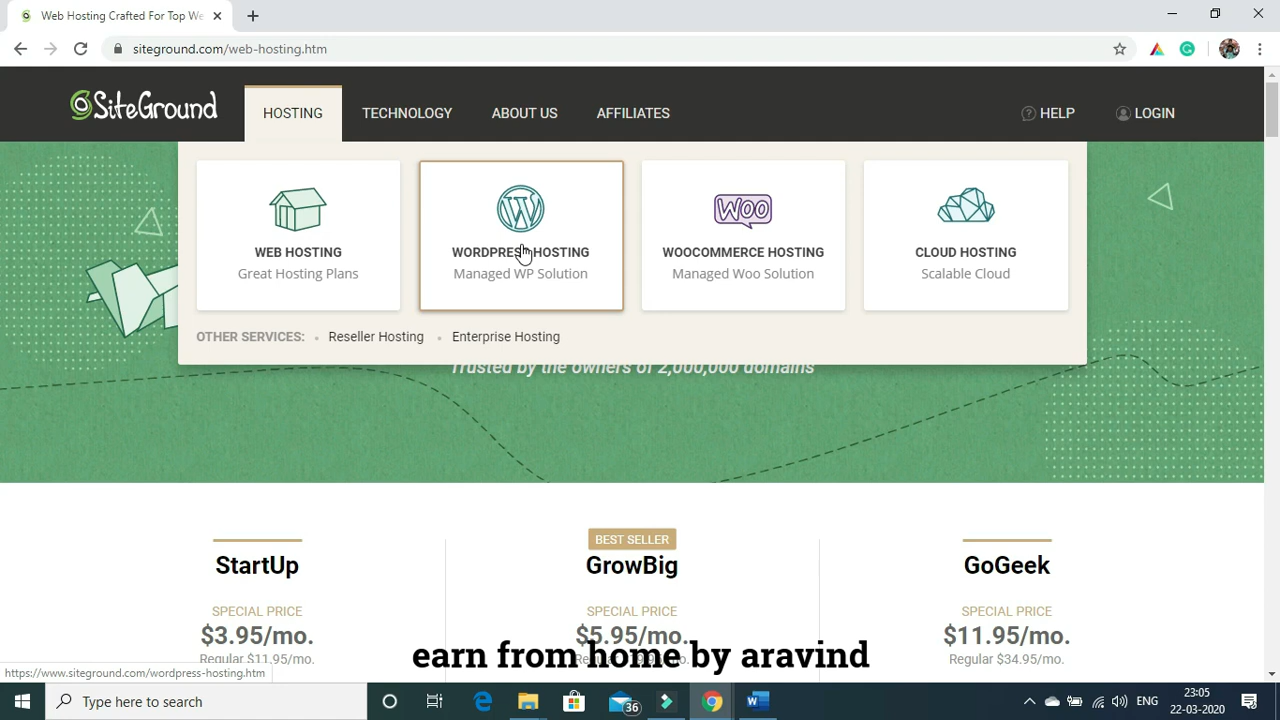 Web Hosting Crafted For Top We
siteground.com/web-hosting.htm
SiteGround
HOSTING
TECHNOLOGY
ABOUT US
AFFILIATES
HELP
LOGIN
WEB HOSTING
Great Hosting Plans
WORDPRESS HOSTING
Managed WP Solution
WOO
WOOCOMMERCE HOSTING
Managed Woo Solution
CLOUD HOSTING
Scalable Cloud
OTHER SERVICES: • Reseller Hosting • Enterprise Hosting
Trusted by the owners of 2,000,000 domains
StartUp
SPECIAL PRICE
$3.95/mo.
Regular $11.95/mo.
BEST SELLER
GrowBig
SPECIAL PRICE
$5.95/mo.
Regular
GoGeek
SPECIAL PRICE
$11.95/mo.
Regular $34.95/mo.
earn from home by aravind
https://www.siteground.com/wordpress-hosting.htm
Type here to search
36
ENG
23:05
22-03-2020